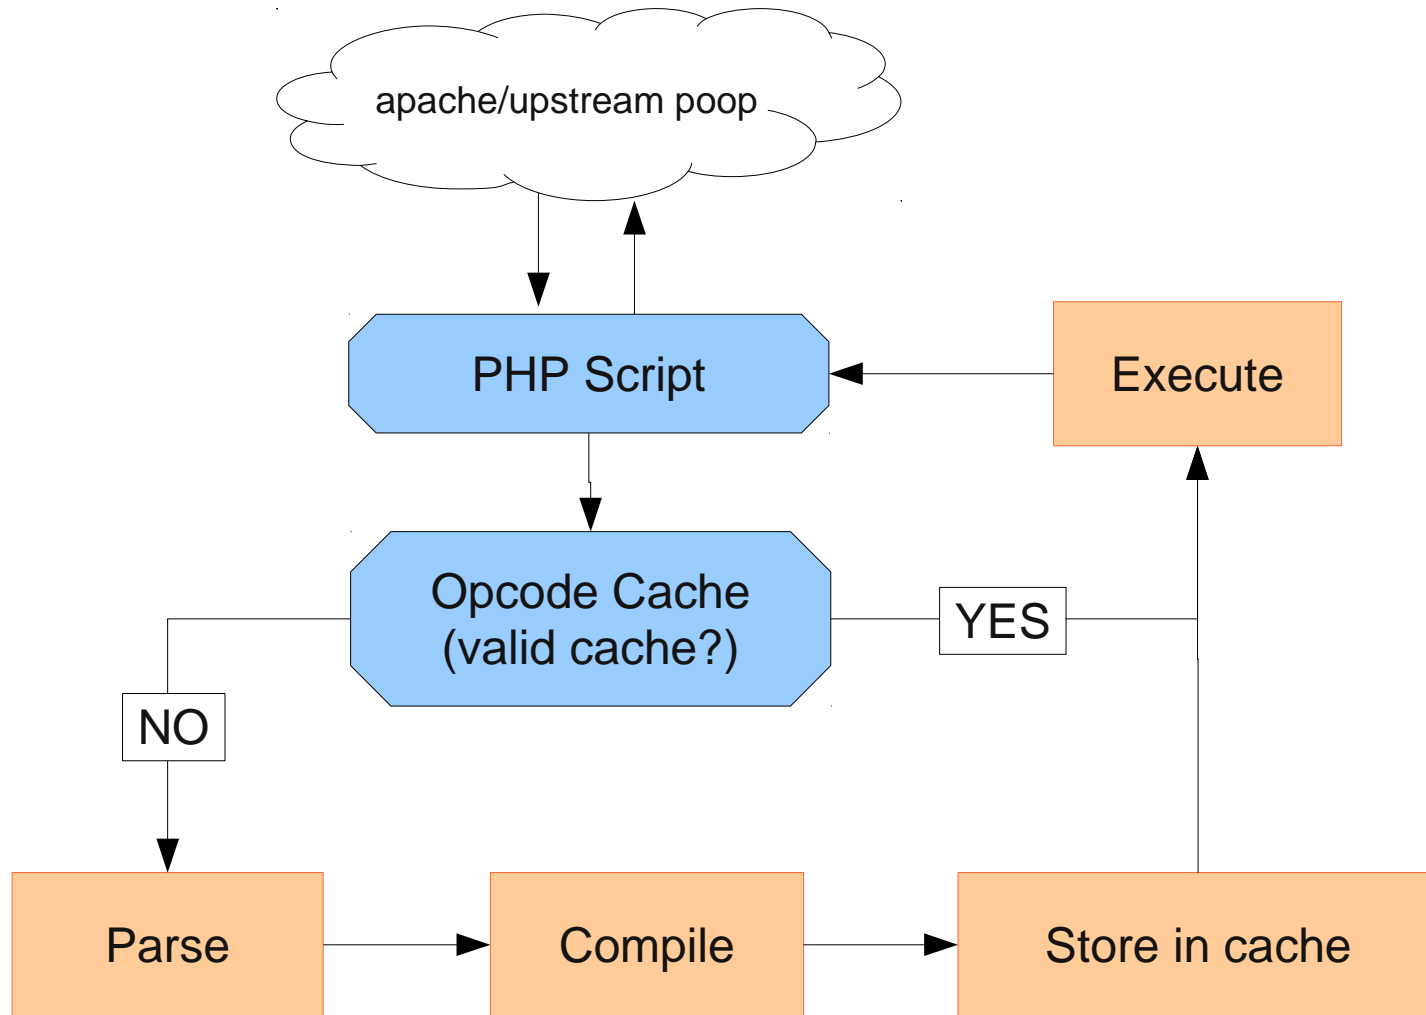 apache/upstream poop
PHP Script
Execute
Opcode Cache
(valid cache?)
YES
NO
Parse
Compile
Store in cache